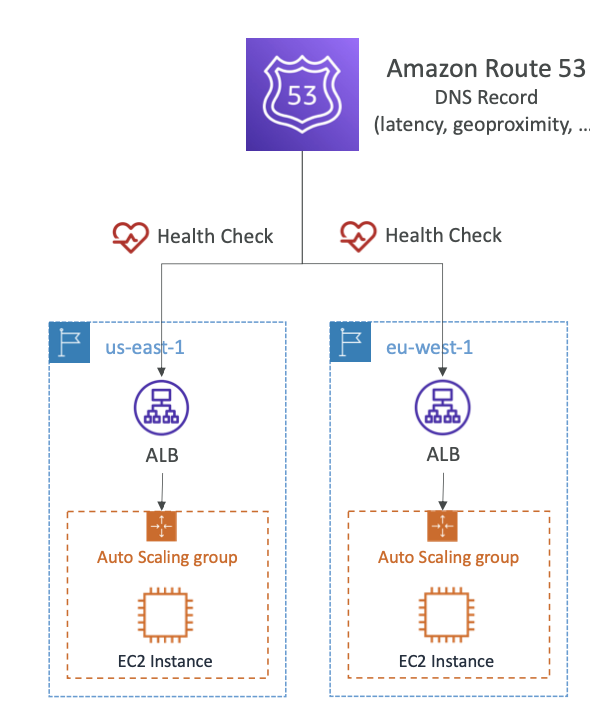 53
Amazon Route 53
DNS Record
(latency, geoproximity, ...
Health Check
Health Check
us-east-1
eu-west-1
ALB
ALB
Auto Scaling group
Auto Scaling group
EC2 Instance
EC2 Instance